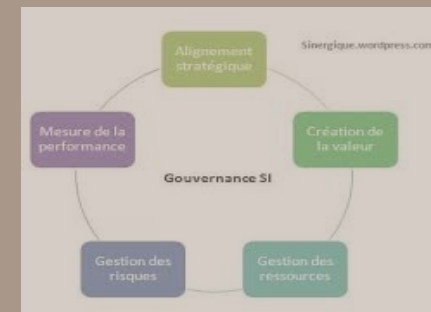 Alignement
stratégique
Sinergique.wordpress.com
Mesure de la
performance
Création de
la valeur
Gouvernance SI
Gestion des
risques
Gestion des
ressources